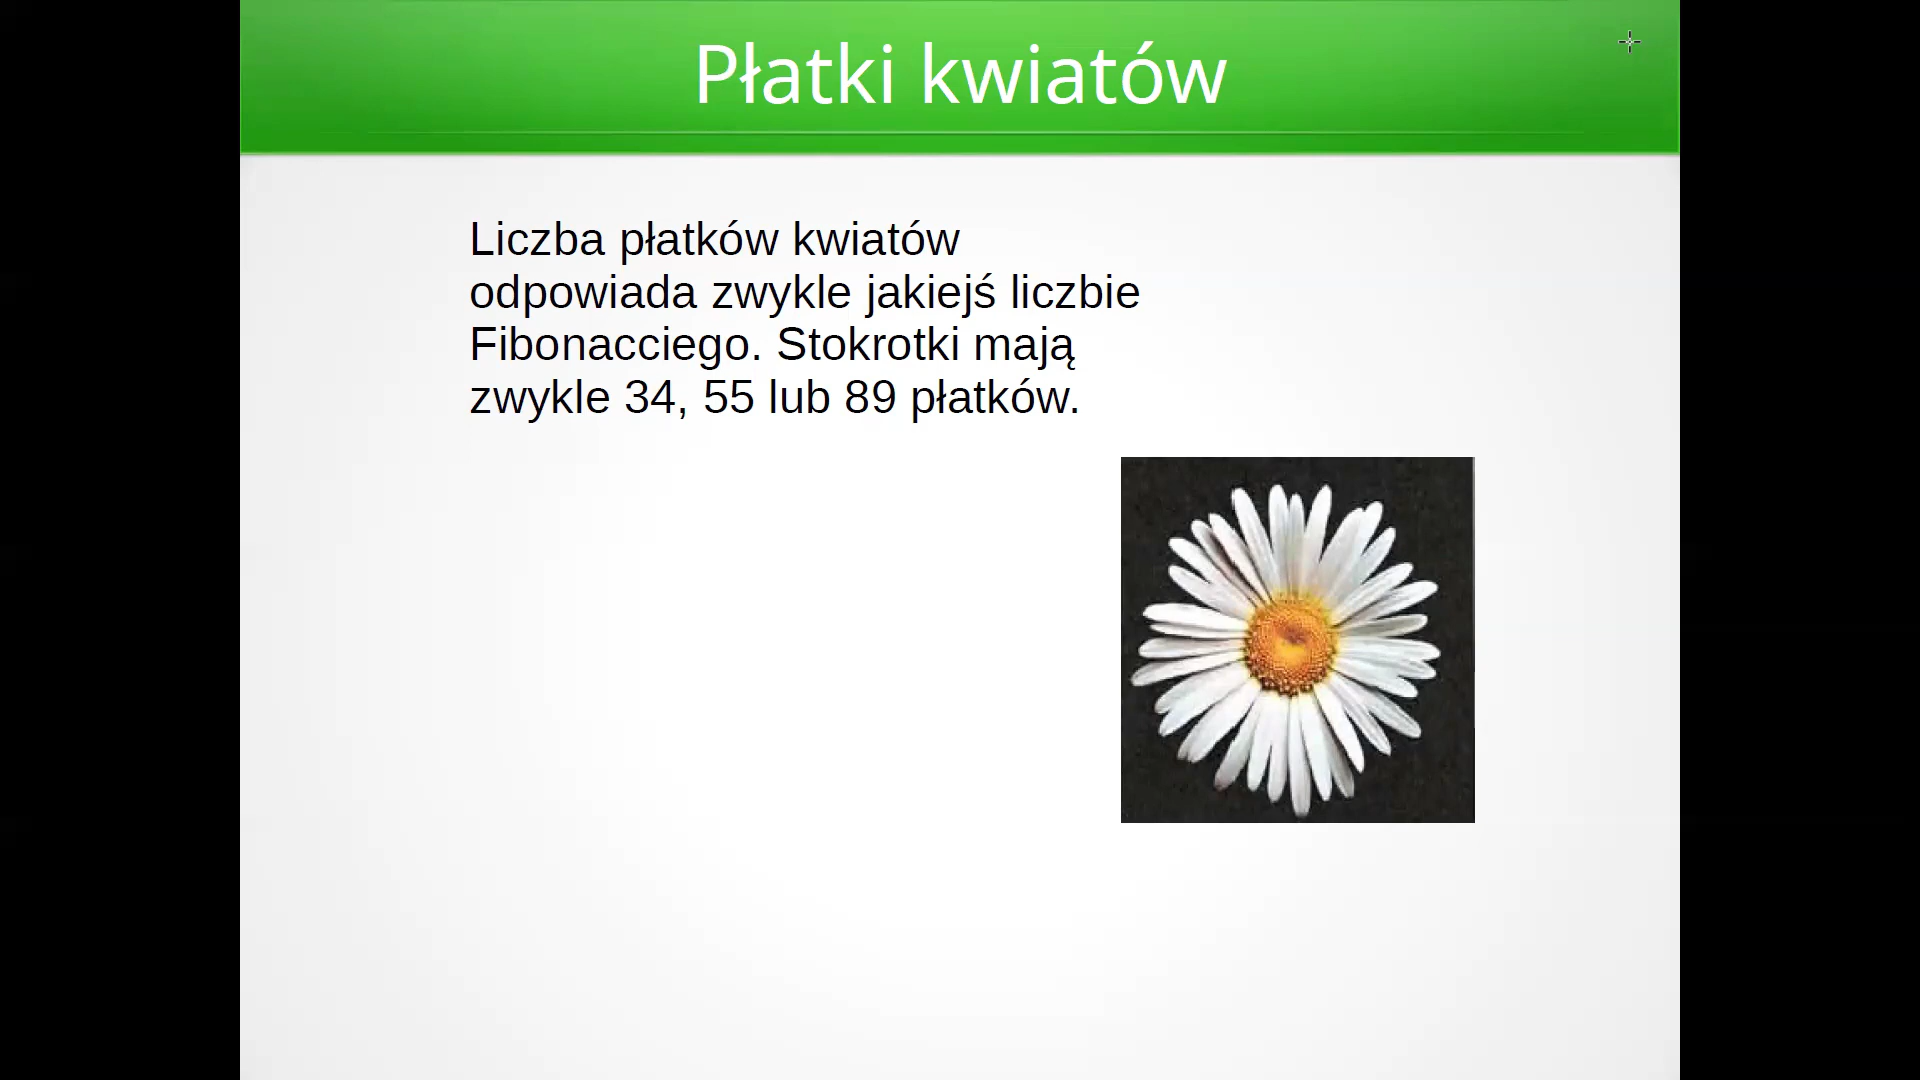 Płatki kwiatów
Liczba płatków kwiatów
odpowiada zwykle jakiejś liczbie
Fibonacciego. Stokrotki mają
zwykle 34, 55 lub 89 płatków.